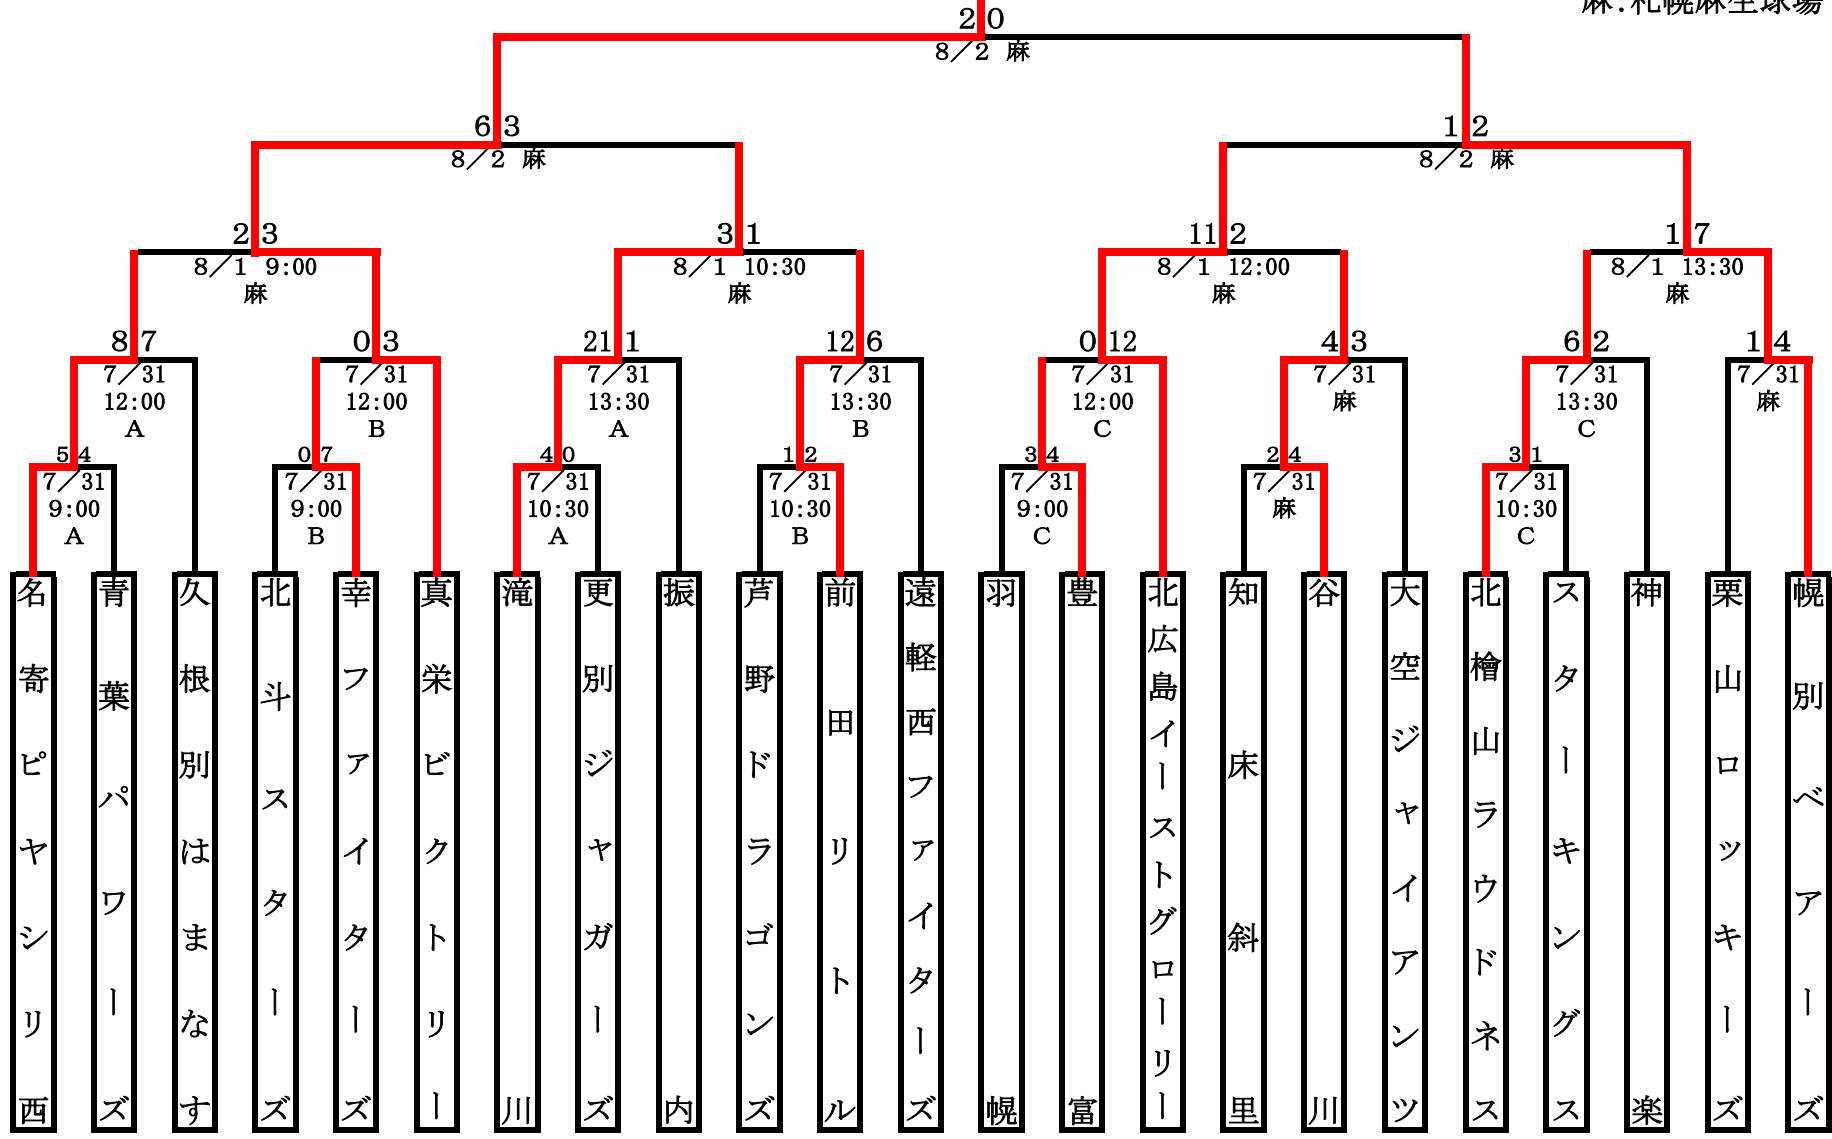 麻:札幌麻生球場
2 0
8／2 麻
6 3
8／2 麻
1 2
8／2 麻
2 3
8／1 9:00
麻
3 1
8／1 10:30
麻
11 2
8／1 12:00
麻
1 7
8／1 13:30
麻
8 7
7／31
12:00
A
0 3
7／31
12:00
B
21 1
7／31
13:30
A
12 6
7／31
13:30
B
0 12
7／31
12:00
C
4 3
7／31
麻
6 2
7／31
13:30
C
1 4
7／31
麻
5 4
7／31
9:00
A
0 7
7／31
9:00
B
4 0
7／31
10:30
A
1 2
7／31
10:30
B
3 4
7／31
9:00
C
2 4
7／31
麻
3 1
7／31
10:30
C
名寄ピヤシリ西
青葉パワーズ
久根別はまなす
北斗スターズ
幸ファイターズ
真栄ビクトリー
滝川
更別ジャガーズ
振内
芦野ドラゴンズ
前田リトル
遠軽西ファイターズ
羽幌
豊富
北広島イーストグローリー
知床斜里
谷川
大空ジャイアンツ
北檜山ラウドネス
スターキングス
神楽
栗山ロッキーズ
幌別ベアーズ